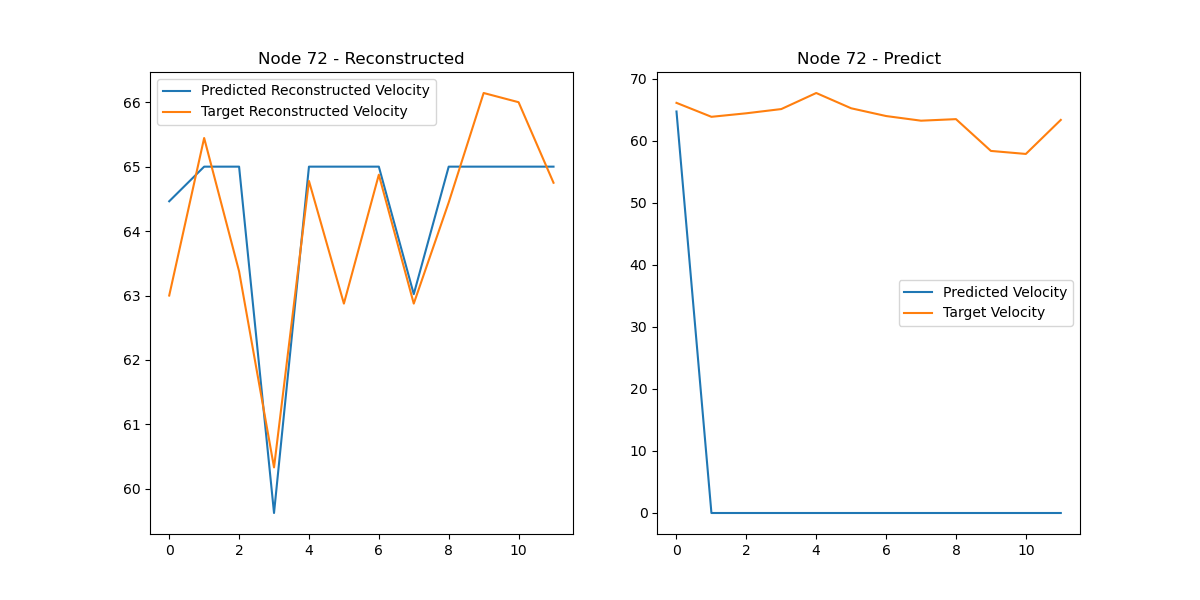 Node 72 - Reconstructed
Predicted Reconstructed Velocity
Target Reconstructed Velocity
66
65
64
63
62
61
60
0 2 4 6 8 10
Node 72 - Predict
70
60
50
40
30
20
10
0
Predicted Velocity
Target Velocity
0 2 4 6 8 10